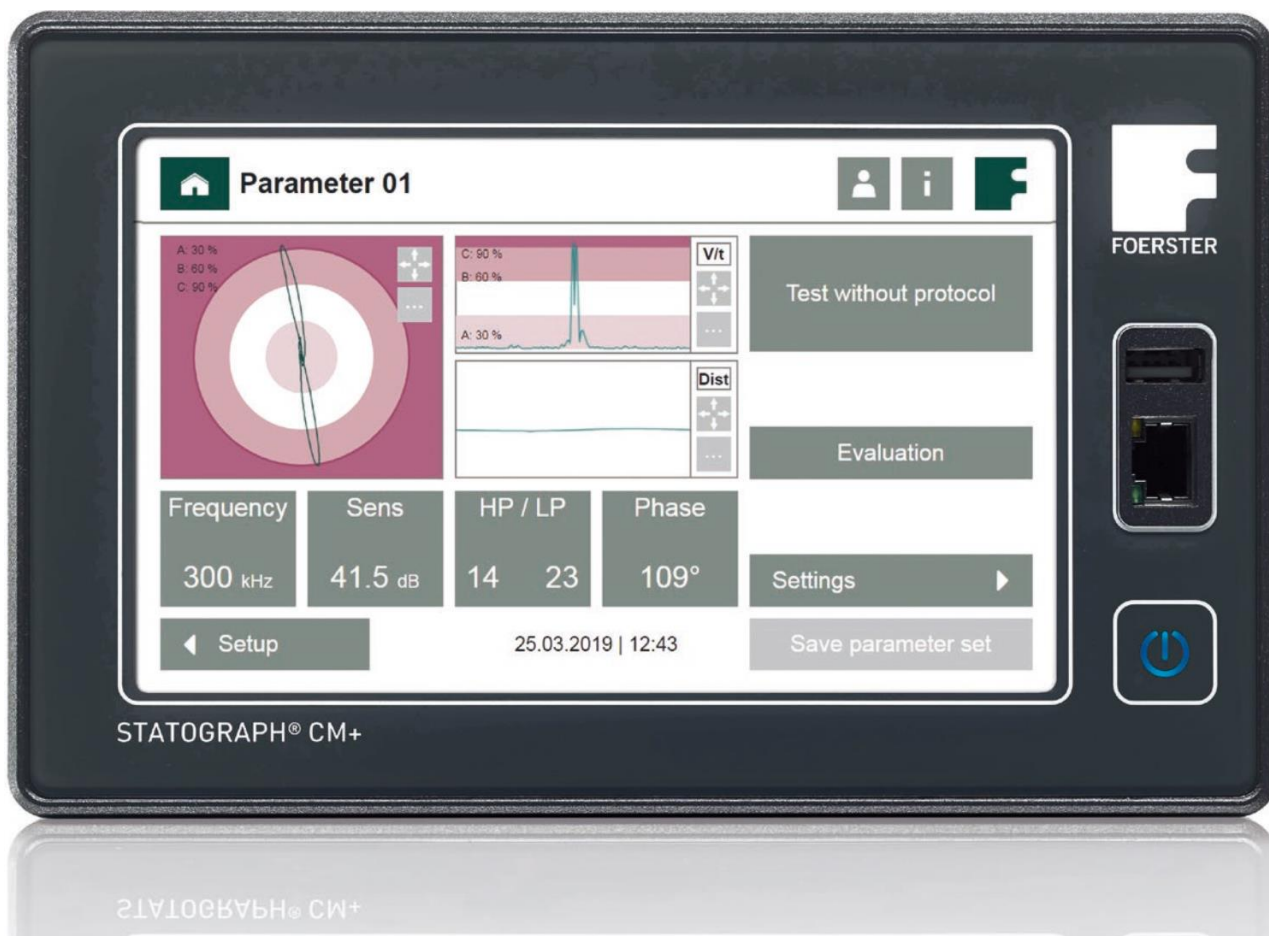 Parameter 01
i
FOERSTER
A: 30 %
B: 60 %
C: 90 %
...
C: 90 %
B: 60 %
A: 30 %
V/t
...
Dist
...
Test without protocol
Evaluation
Frequency
300 kHz
Sens
41.5 dB
HP / LP
14 23
Phase
109°
Settings
Setup
25.03.2019 | 12:43
Save parameter set
STATOGRAPH® CM+
STATOGRAPH® CM+